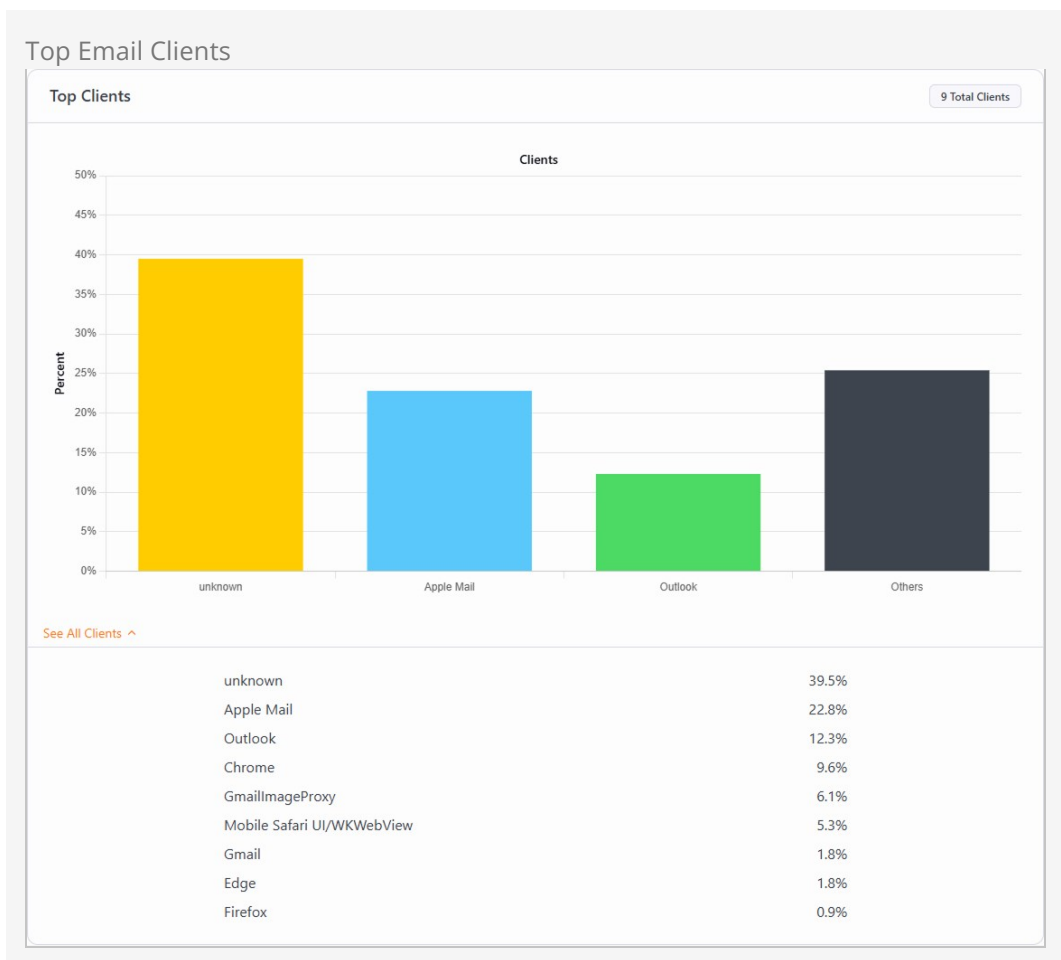 Top Email Clients
Top Clients
9 Total Clients
Clients
50%
45%
40%
35%
30%
25%
20%
15%
10%
5%
0%
Percent
unknown
Apple Mail
Outlook
Others
See All Clients
unknown 39.5%
Apple Mail 22.8%
Outlook 12.3%
Chrome 9.6%
GmailImageProxy 6.1%
Mobile Safari UI/WKWebView 5.3%
Gmail 1.8%
Edge 1.8%
Firefox 0.9%